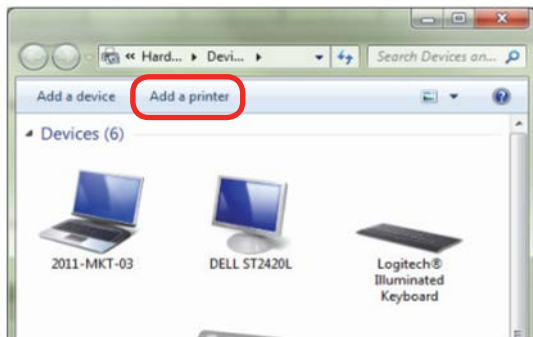 « Hard... ▸ Devi... ▸ Search Devices an...
Add a device Add a printer
Devices (6)
2011-MKT-03 DELL ST2420L Logitech®
Illuminated
Keyboard